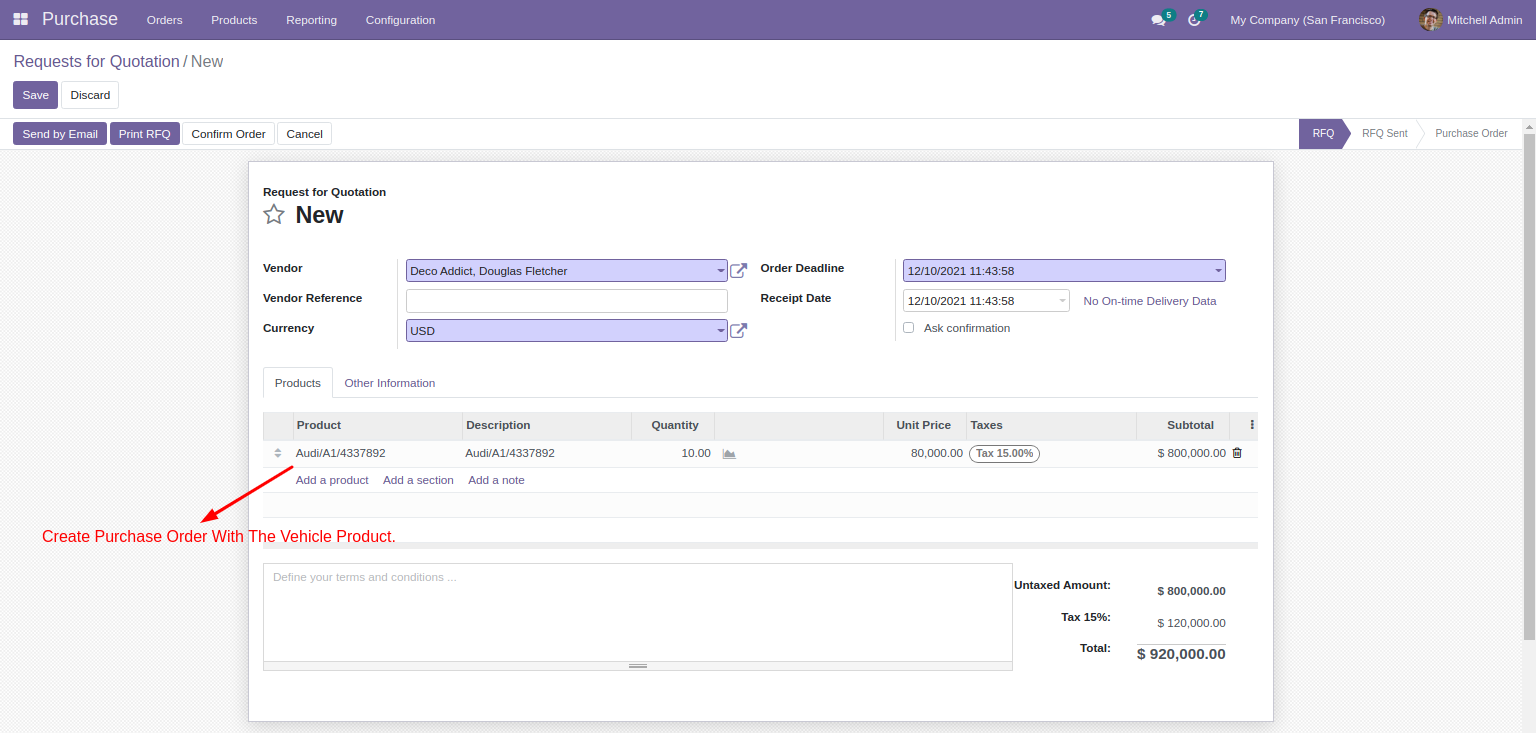 Purchase Orders Products Reporting Configuration 5 7 My Company (San Francisco) Mitchell Admin
Requests for Quotation / New
Save Discard
Send by Email Print RFQ Confirm Order Cancel RFQ RFQ Sent Purchase Order
Request for Quotation
New
Vendor Deco Addict, Douglas Fletcher Order Deadline 12/10/2021 11:43:58
Vendor Reference Receipt Date 12/10/2021 11:43:58 No On-time Delivery Data
Currency USD Ask confirmation
Products Other Information
Product Description Quantity Unit Price Taxes Subtotal
Audi/A1/4337892 Audi/A1/4337892 10.00 80,000.00 Tax 15.00% $ 800,000.00
Add a product Add a section Add a note
Create Purchase Order With The Vehicle Product.
Define your terms and conditions ...
Untaxed Amount: $ 800,000.00
Tax 15%: $ 120,000.00
Total: $ 920,000.00